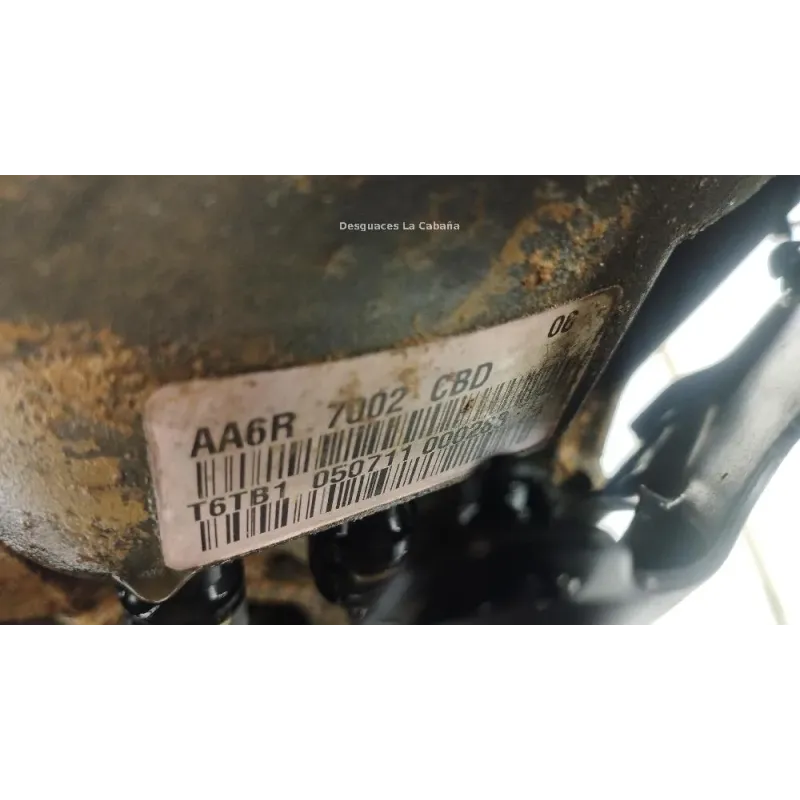 Desguaces La Cabaña
06
AA6R 7002 CBD
T6TB1 050711